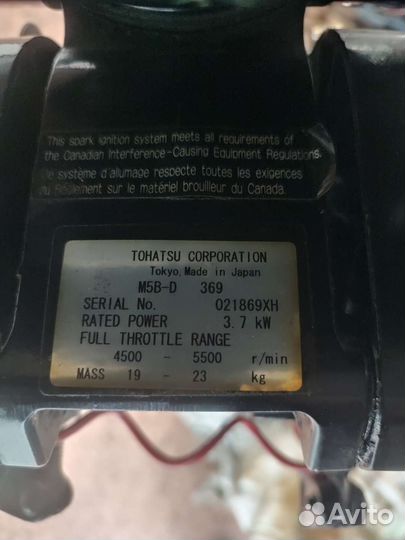 This spark ignition system meets all requirements of
the Canadian Interference-Causing Equipment Regulations.
Ce système d'allumage respecte toutes les exigences
du Règlement sur le matériel brouilleur du Canada.
TOHATSU CORPORATION
Tokyo, Made in Japan
M5B-D 369
SERIAL No. 021869XH
RATED POWER 3.7 kW
FULL THROTTLE RANGE
4500 - 5500 r/min
MASS 19 - 23 kg
Avito